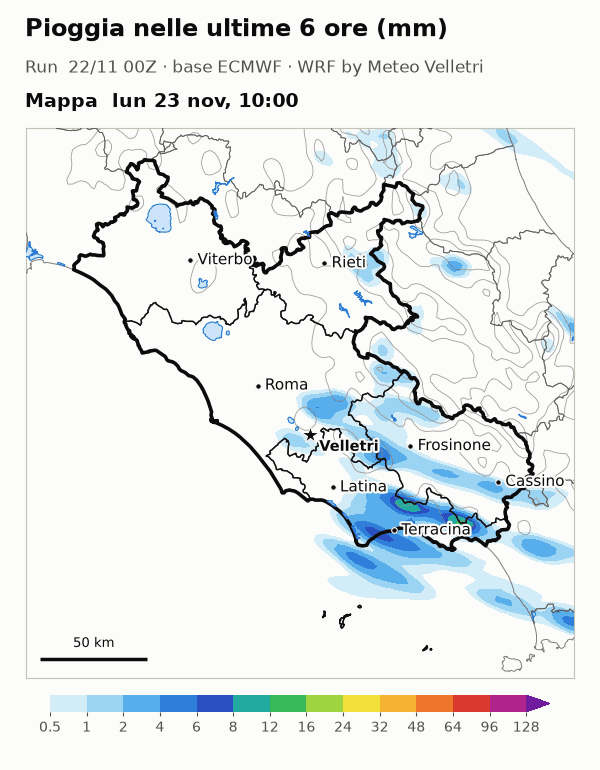 Pioggia nelle ultime 6 ore (mm)
Run 22/11 00Z · base ECMWF · WRF by Meteo Velletri
Mappa lun 23 nov, 10:00
Viterbo
Rieti
Roma
Velletri
Frosinone
Latina
Cassino
Terracina
50 km
0.5 1 2 4 6 8 12 16 24 32 48 64 96 128